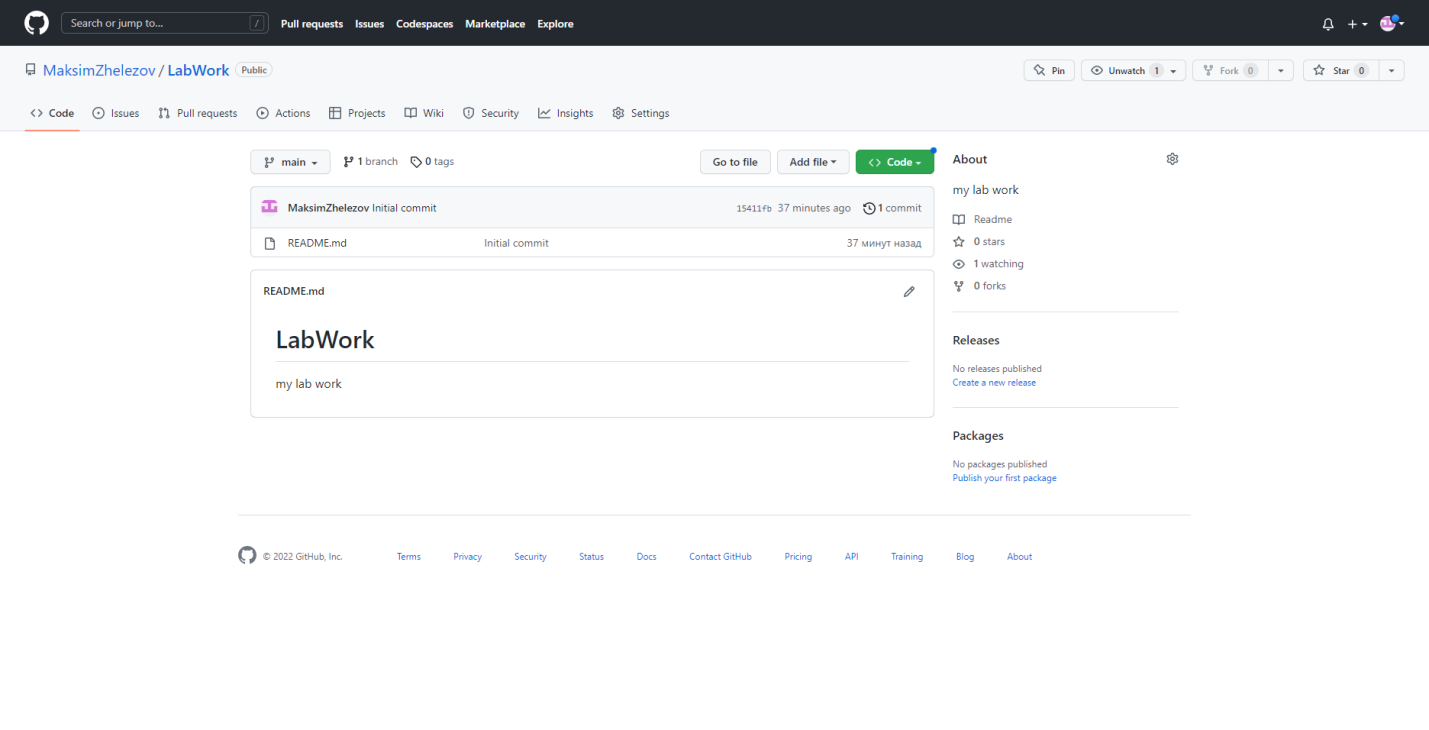 Search or jump to... /
Pull requests Issues Codespaces Marketplace Explore
MaksimZhelezov / LabWork Public
Pin Unwatch 1 Fork 0 Star 0
Code Issues Pull requests Actions Projects Wiki Security Insights Settings
main 1 branch 0 tags Go to file Add file Code
MaksimZhelezov Initial commit 15411fb 37 minutes ago 1 commit
README.md Initial commit 37 минут назад
README.md
LabWork
my lab work
About
my lab work
Readme
0 stars
1 watching
0 forks
Releases
No releases published
Create a new release
Packages
No packages published
Publish your first package
© 2022 GitHub, Inc. Terms Privacy Security Status Docs Contact GitHub Pricing API Training Blog About